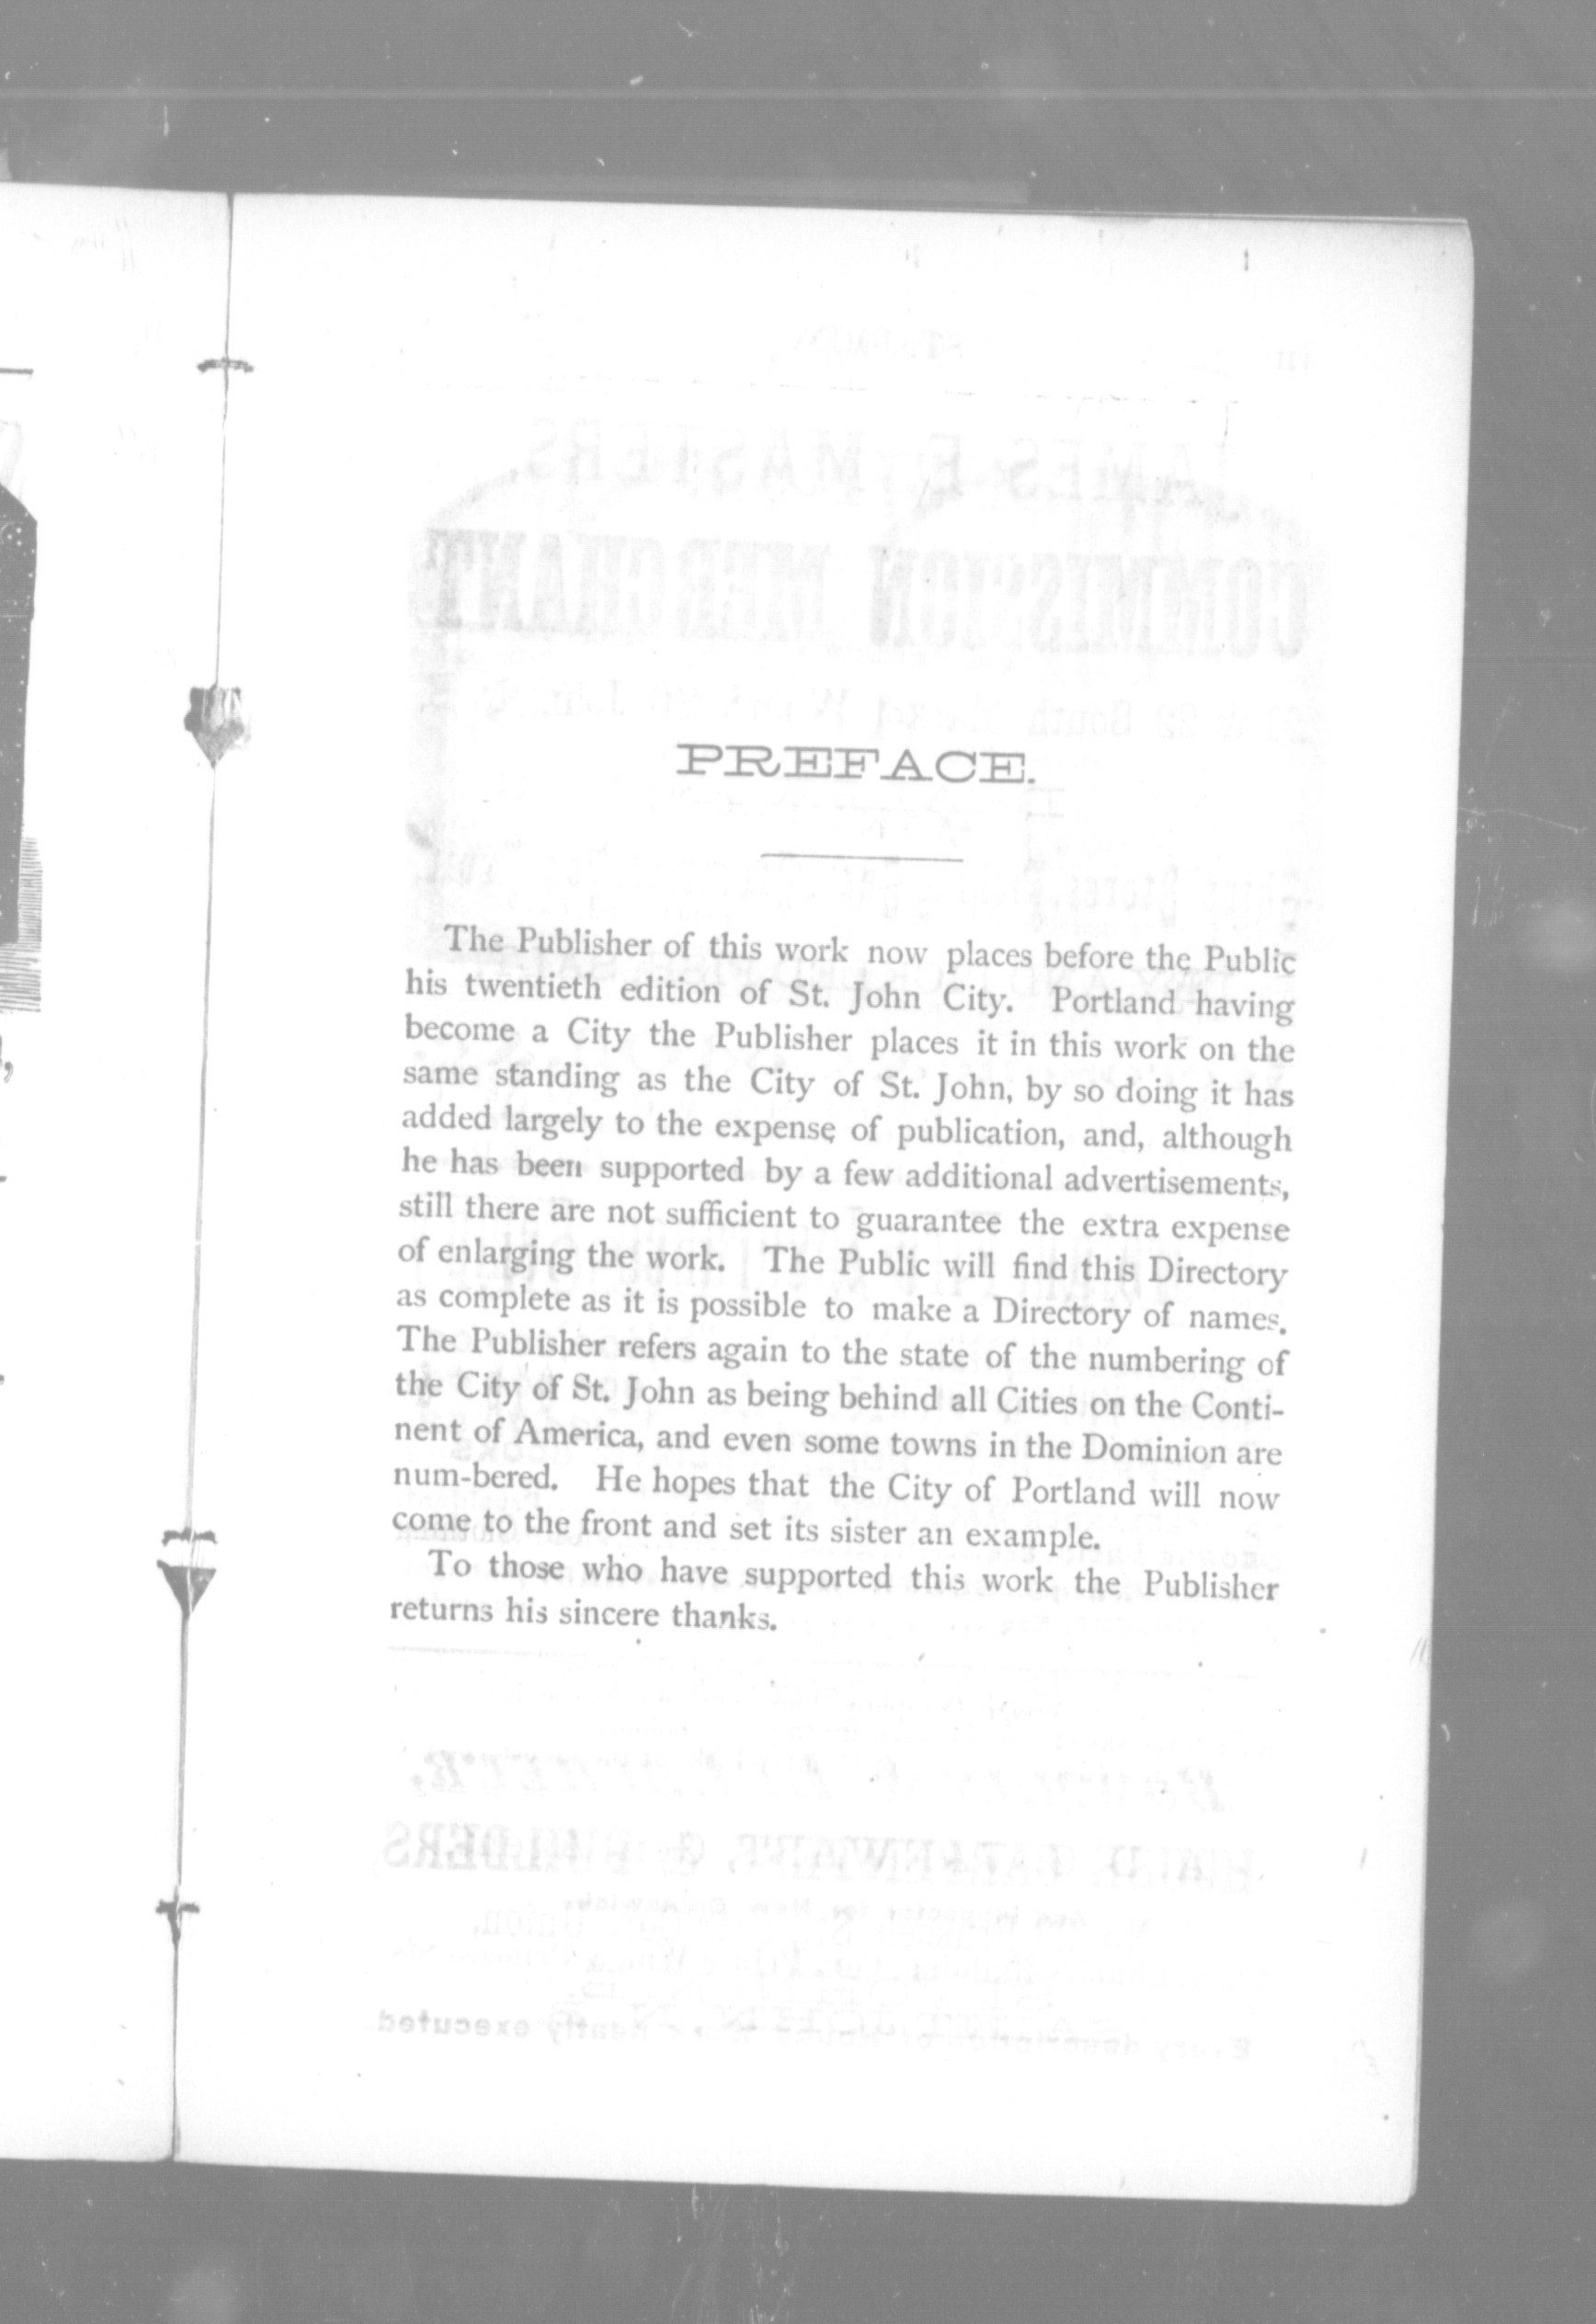 PREFACE.
The Publisher of this work now places before the Public
his twentieth edition of St. John City. Portland having
become a City the Publisher places it in this work on the
same standing as the City of St. John, by so doing it has
added largely to the expense of publication, and, although
he has been supported by a few additional advertisements,
still there are not sufficient to guarantee the extra expense
of enlarging the work. The Public will find this Directory
as complete as it is possible to make a Directory of names.
The Publisher refers again to the state of the numbering of
the City of St. John as being behind all Cities on the Conti-
nent of America, and even some towns in the Dominion are
num-bered. He hopes that the City of Portland will now
come to the front and set its sister an example.
To those who have supported this work the Publisher
returns his sincere thanks.